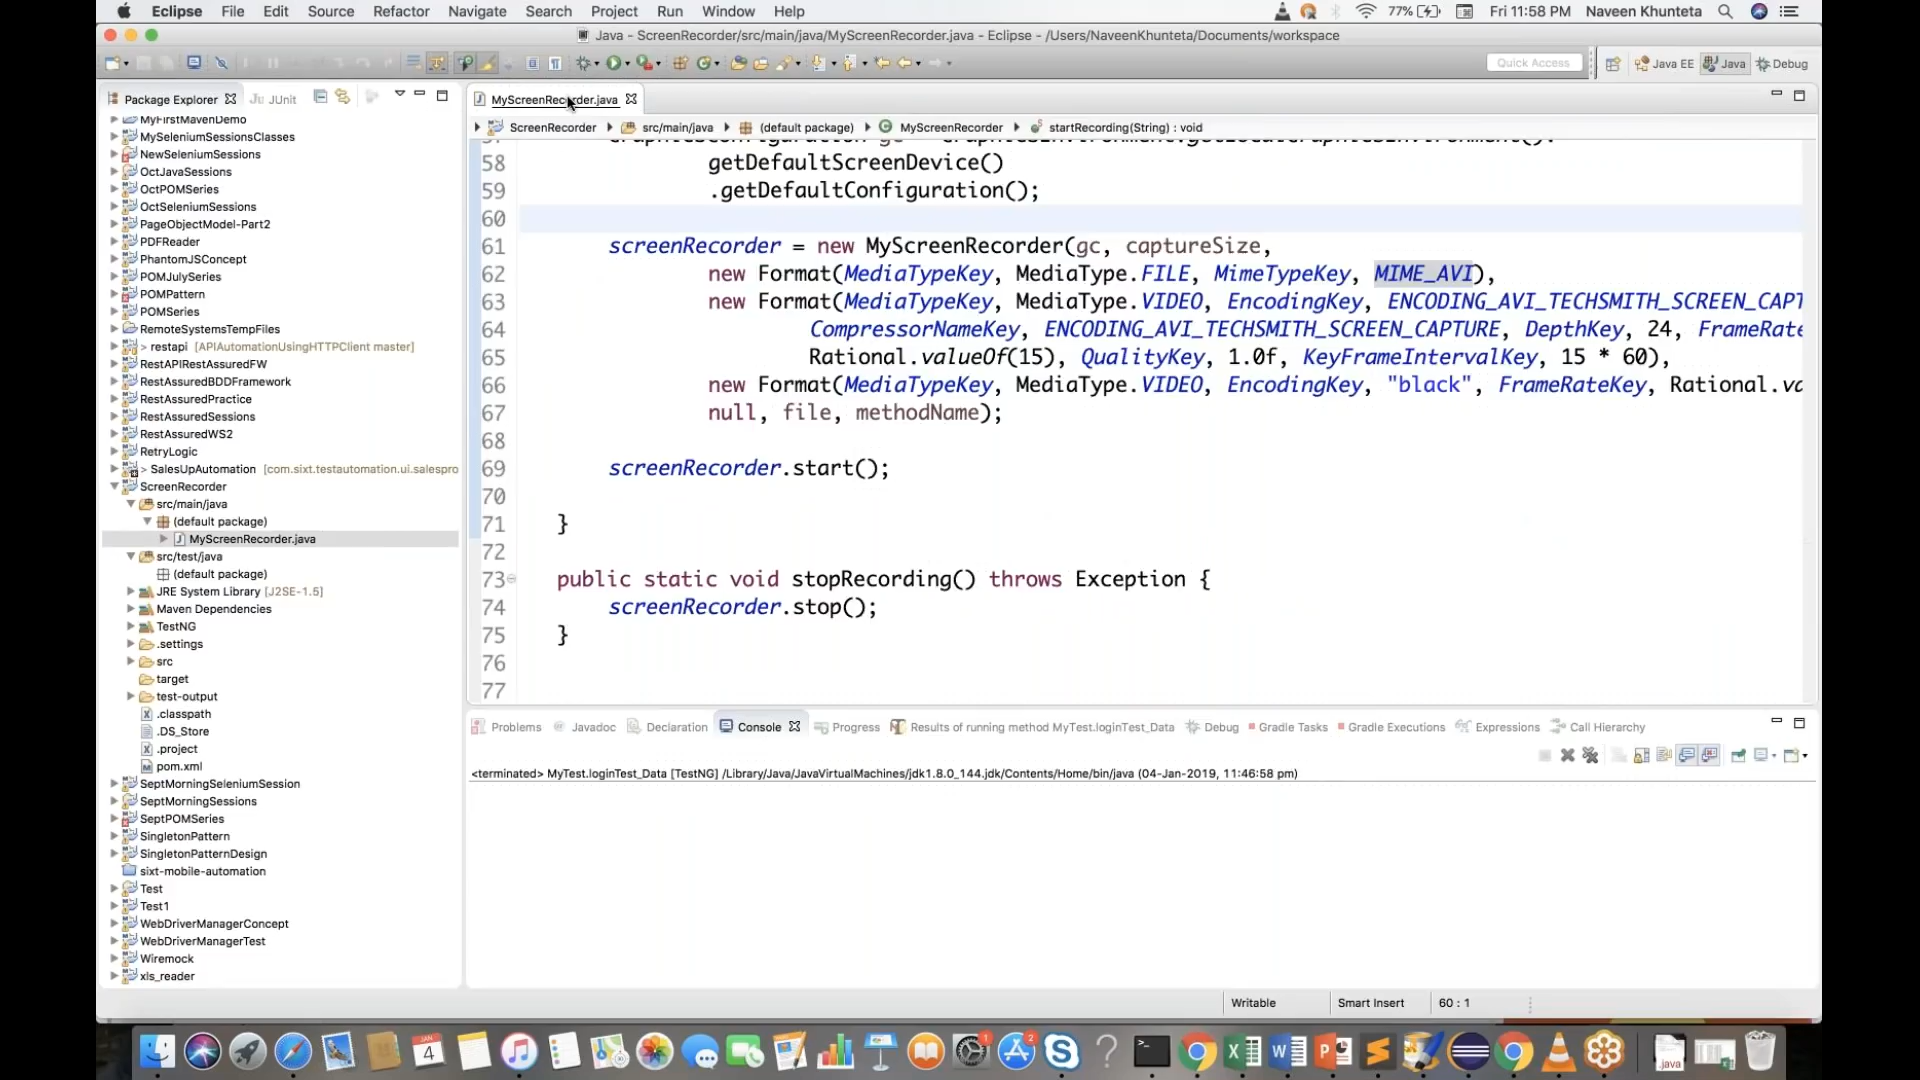 Eclipse File Edit Source Refactor Navigate Search Project Run Window Help 77% Fri 11:58 PM Naveen Khunteta
Java - ScreenRecorder/src/main/java/MyScreenRecorder.java - Eclipse - /Users/NaveenKhunteta/Documents/workspace
Quick Access Java EE Java Debug
Package Explorer JUnit
MyFirstMavenDemo
MySeleniumSessionsClasses
NewSeleniumSessions
OctJavaSessions
OctPOMSeries
OctSeleniumSessions
PageObjectModel-Part2
PDFReader
PhantomJSConcept
POMJulySeries
POMPattern
POMSeries
RemoteSystemsTempFiles
> restapi [APIAutomationUsingHTTPClient master]
RestAPIRestAssuredFW
RestAssuredBDDFramework
RestAssuredPractice
RestAssuredSessions
RestAssuredWS2
RetryLogic
> SalesUpAutomation [com.sixt.testautomation.ui.salespro
ScreenRecorder
src/main/java
(default package)
MyScreenRecorder.java
src/test/java
(default package)
JRE System Library [J2SE-1.5]
Maven Dependencies
TestNG
.settings
src
target
test-output
.classpath
.DS_Store
.project
pom.xml
SeptMorningSeleniumSession
SeptMorningSessions
SeptPOMSeries
SingletonPattern
SingletonPatternDesign
sixt-mobile-automation
Test
Test1
WebDriverManagerConcept
WebDriverManagerTest
Wiremock
xls_reader
MyScreenRecorder.java
ScreenRecorder src/main/java (default package) MyScreenRecorder startRecording(String) : void
58 getDefaultScreenDevice()
59 .getDefaultConfiguration();
60
61 screenRecorder = new MyScreenRecorder(gc, captureSize,
62 new Format(MediaTypeKey, MediaType.FILE, MimeTypeKey, MIME_AVI),
63 new Format(MediaTypeKey, MediaType.VIDEO, EncodingKey, ENCODING_AVI_TECHSMITH_SCREEN_CAPT
64 CompressorNameKey, ENCODING_AVI_TECHSMITH_SCREEN_CAPTURE, DepthKey, 24, FrameRate
65 Rational.valueOf(15), QualityKey, 1.0f, KeyFrameIntervalKey, 15 * 60),
66 new Format(MediaTypeKey, MediaType.VIDEO, EncodingKey, "black", FrameRateKey, Rational.va
67 null, file, methodName);
68
69 screenRecorder.start();
70
71 }
72
73 public static void stopRecording() throws Exception {
74 screenRecorder.stop();
75 }
76
77
Problems Javadoc Declaration Console Progress Results of running method MyTest.loginTest_Data Debug Gradle Tasks Gradle Executions Expressions Call Hierarchy
<terminated> MyTest.loginTest_Data [TestNG] /Library/Java/JavaVirtualMachines/jdk1.8.0_144.jdk/Contents/Home/bin/java (04-Jan-2019, 11:46:58 pm)
Writable Smart Insert 60 : 1